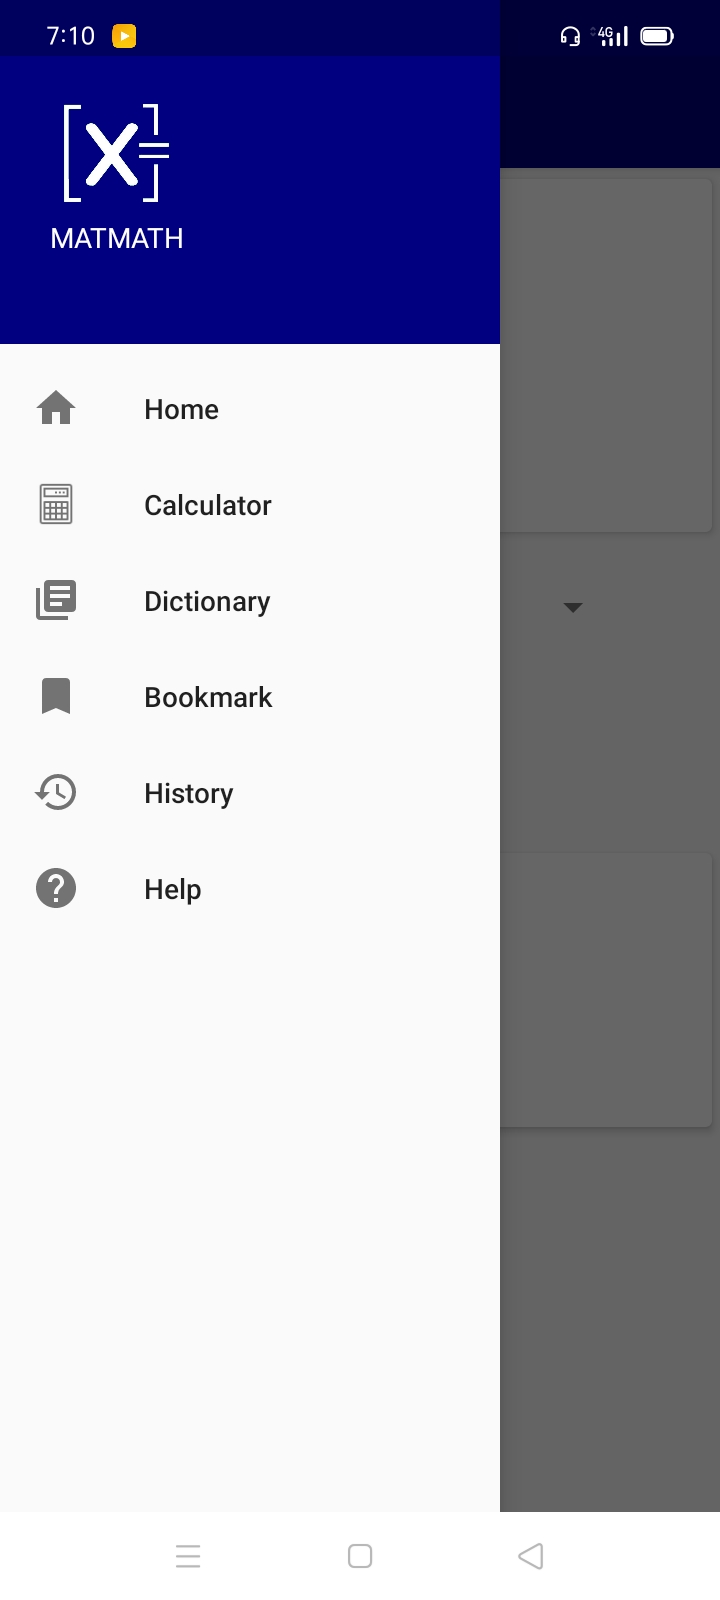 7:10
4G
[X]=
MATMATH
Home
Calculator
Dictionary
Bookmark
History
Help